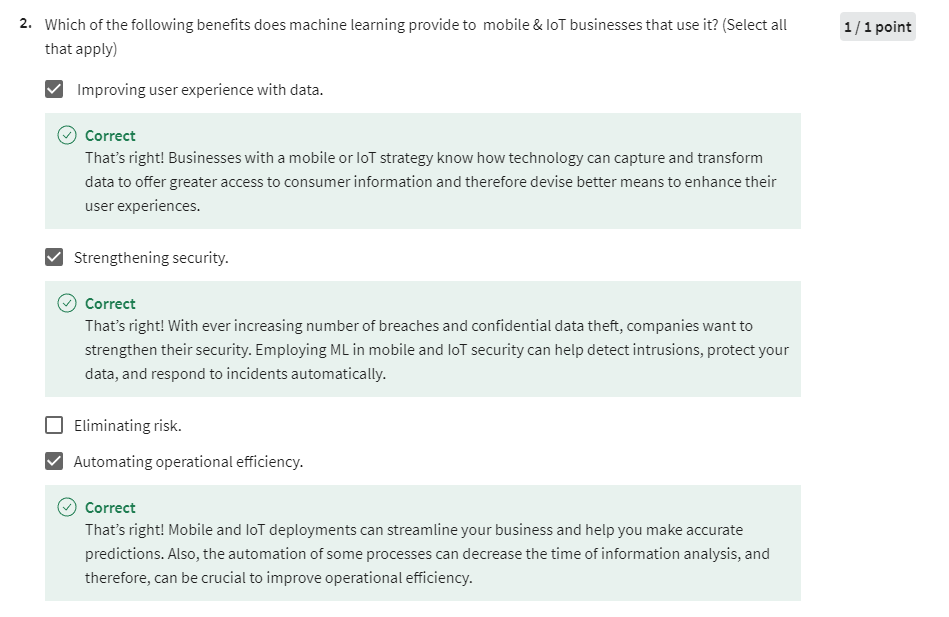 2. Which of the following benefits does machine learning provide to mobile & IoT businesses that use it? (Select all
that apply)
1 / 1 point
Improving user experience with data.
Correct
That's right! Businesses with a mobile or IoT strategy know how technology can capture and transform
data to offer greater access to consumer information and therefore devise better means to enhance their
user experiences.
Strengthening security.
Correct
That's right! With ever increasing number of breaches and confidential data theft, companies want to
strengthen their security. Employing ML in mobile and IoT security can help detect intrusions, protect your
data, and respond to incidents automatically.
Eliminating risk.
Automating operational efficiency.
Correct
That's right! Mobile and IoT deployments can streamline your business and help you make accurate
predictions. Also, the automation of some processes can decrease the time of information analysis, and
therefore, can be crucial to improve operational efficiency.